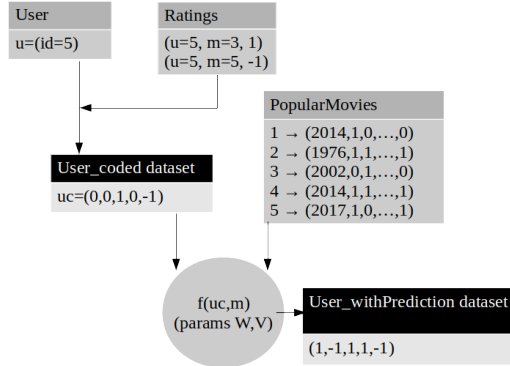 User
u=(id=5)
Ratings
(u=5, m=3, 1)
(u=5, m=5, -1)
PopularMovies
1 → (2014,1,0,…,0)
2 → (1976,1,1,…,1)
3 → (2002,0,1…,0)
4 → (2014,1,1,…,1)
5 → (2017,1,0,…,1)
User_coded dataset
uc=(0,0,1,0,-1)
f(uc,m)
(params W,V)
User_withPrediction dataset
(1,-1,1,1,-1)